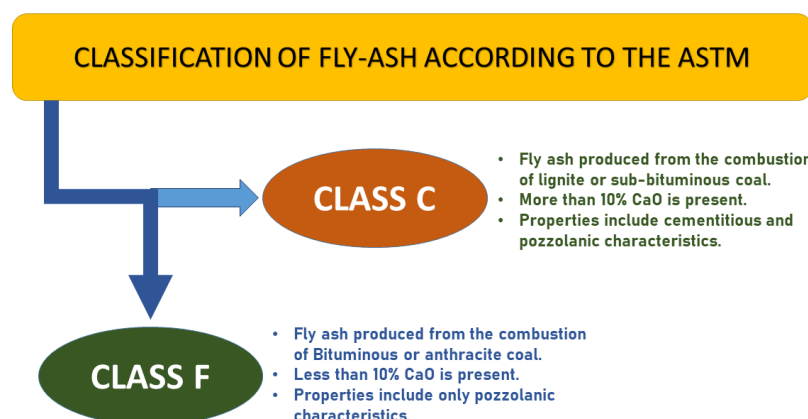 CLASSIFICATION OF FLY-ASH ACCORDING TO THE ASTM
CLASS C
• Fly ash produced from the combustion
of lignite or sub-bituminous coal.
• More than 10% CaO is present.
• Properties include cementitious and
pozzolanic characteristics.
CLASS F
• Fly ash produced from the combustion
of Bituminous or anthracite coal.
• Less than 10% CaO is present.
• Properties include only pozzolanic
characteristics.